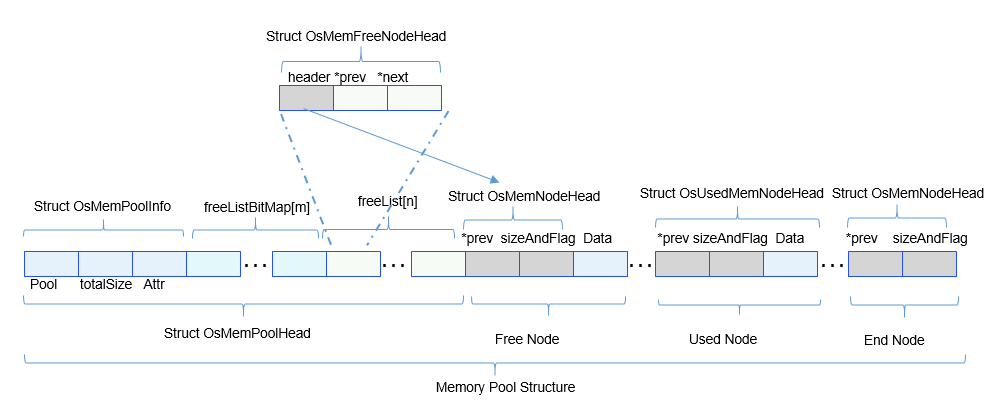 Struct OsMemFreeNodeHead
header *prev *next
Struct OsMemPoolInfo
freeListBitMap[m]
freeList[n]
Struct OsMemNodeHead
Struct OsUsedMemNodeHead
Struct OsMemNodeHead
*prev sizeAndFlag Data
*prev sizeAndFlag Data
*prev sizeAndFlag
... ... ... ...
Pool totalSize Attr
Struct OsMemPoolHead
Free Node
Used Node
End Node
Memory Pool Structure